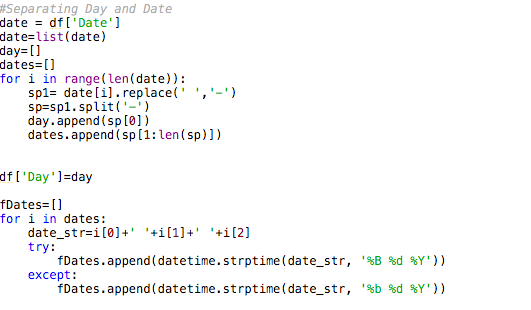 #Separating Day and Date
date = df['Date']
date=list(date)
day=[]
dates=[]
for i in range(len(date)):
    sp1= date[i].replace(' ','-')
    sp=sp1.split('-')
    day.append(sp[0])
    dates.append(sp[1:len(sp)])
df['Day']=day
fDates=[]
for i in dates:
    date_str=i[0]+' '+i[1]+' '+i[2]
    try:
        fDates.append(datetime.strptime(date_str, '%B %d %Y'))
    except:
        fDates.append(datetime.strptime(date_str, '%b %d %Y'))